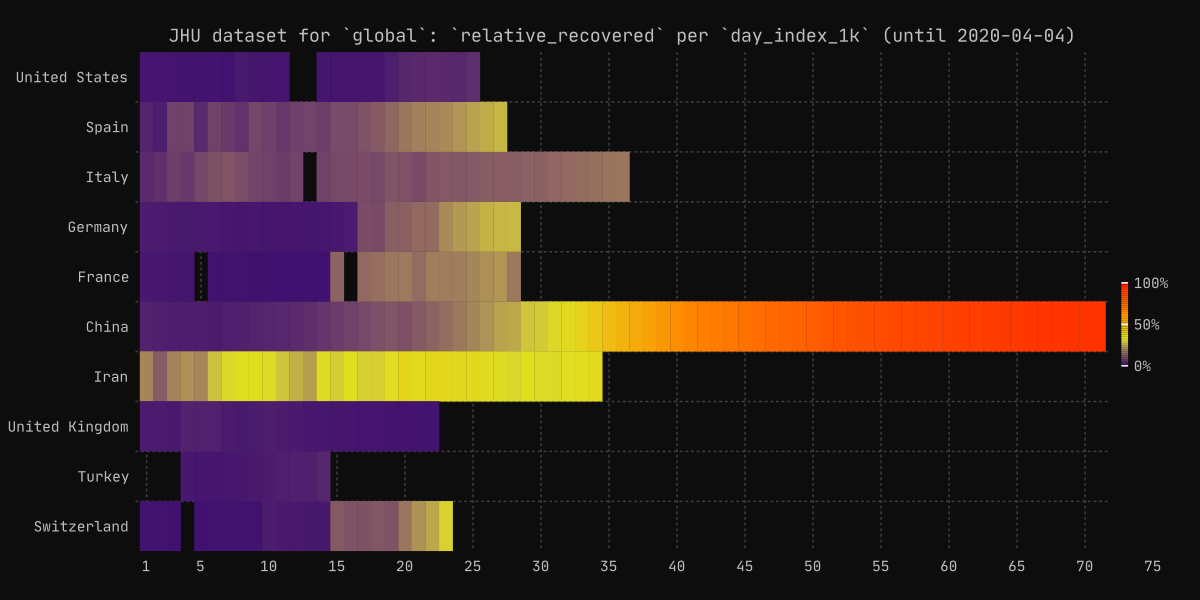 JHU dataset for `global`: `relative_recovered` per `day_index_1k` (until 2020-04-04)
United States
Spain
Italy
Germany
France
China
Iran
United Kingdom
Turkey
Switzerland
100%
50%
0%
1 5 10 15 20 25 30 35 40 45 50 55 60 65 70 75